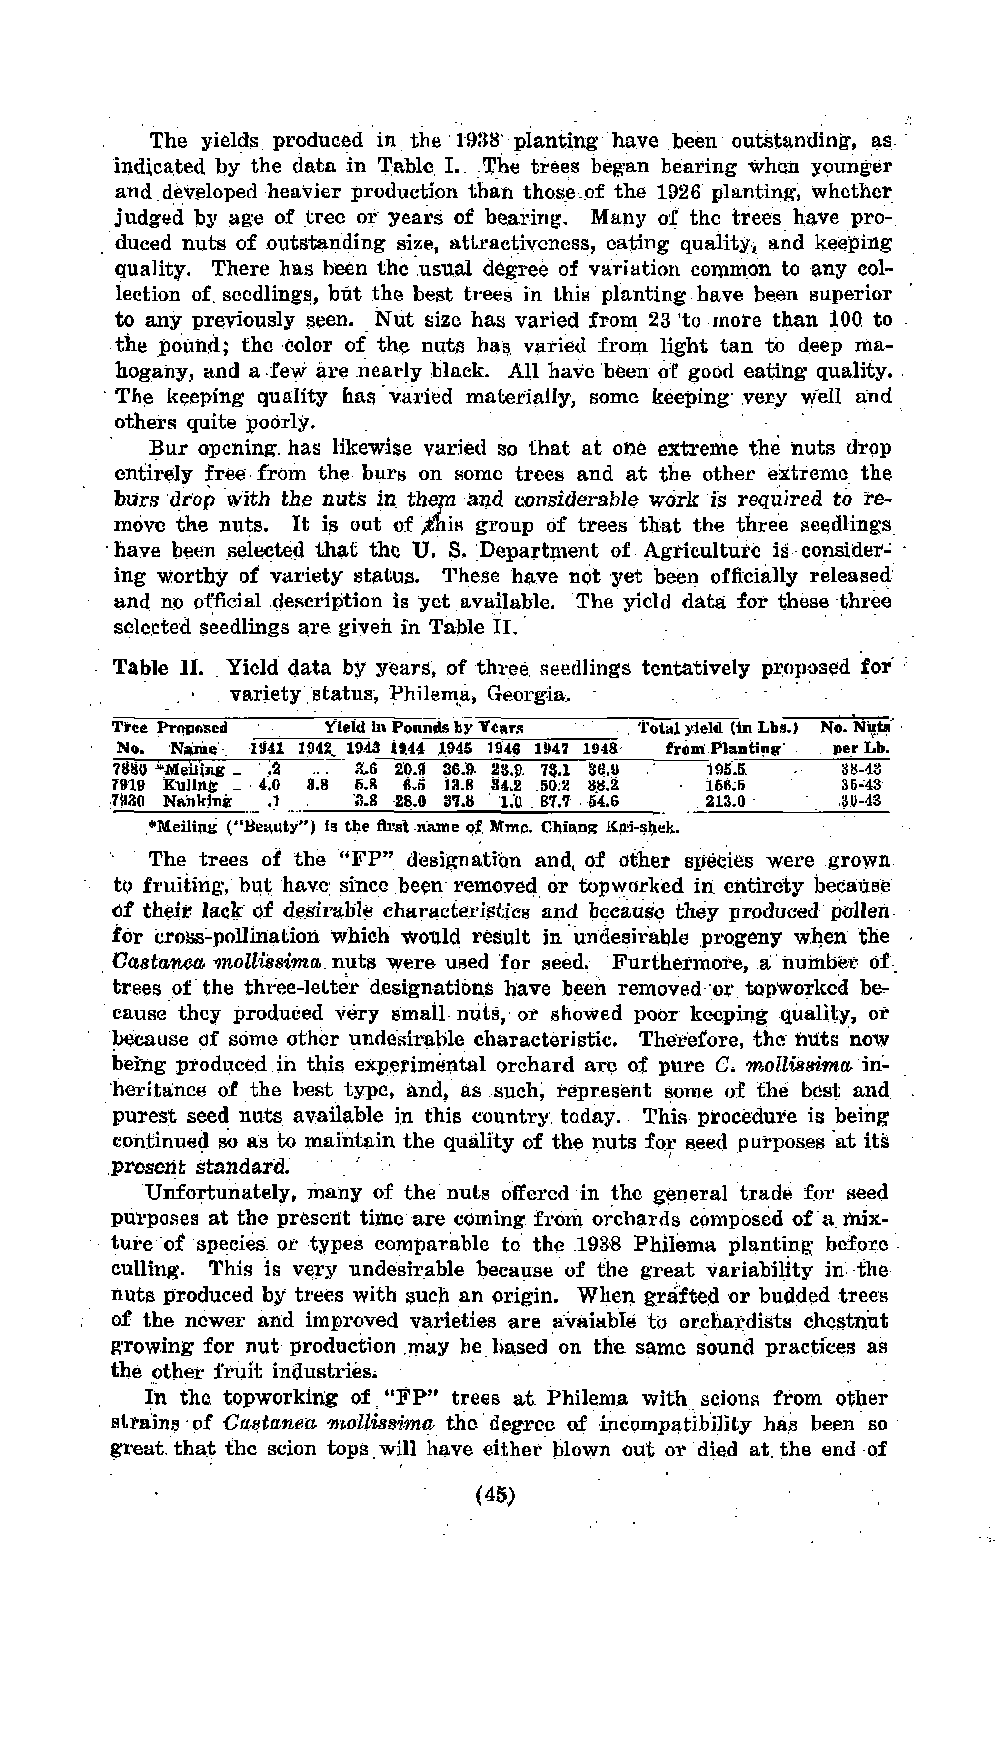 The yields produced in the 1938 planting have been outstanding, as
indicated by the data in Table I. The trees began bearing when younger
and developed heavier production than those of the 1926 planting, whether
judged by age of tree or years of bearing. Many of the trees have pro-
duced nuts of outstanding size, attractiveness, eating quality, and keeping
quality. There has been the usual degree of variation common to any col-
lection of seedlings, but the best trees in this planting have been superior
to any previously seen. Nut size has varied from 23 to more than 100 to
the pound; the color of the nuts has varied from light tan to deep ma-
hogany, and a few are nearly black. All have been of good eating quality.
The keeping quality has varied materially, some keeping very well and
others quite poorly.
Bur opening has likewise varied so that at one extreme the nuts drop
entirely free from the burs on some trees and at the other extreme the
burs drop with the nuts in them and considerable work is required to re-
move the nuts. It is out of this group of trees that the three seedlings
have been selected that the U. S. Department of Agriculture is consider-
ing worthy of variety status. These have not yet been officially released
and no official description is yet available. The yield data for these three
selected seedlings are given in Table II.
Table II. Yield data by years, of three seedlings tentatively proposed for
variety status, Philema, Georgia.
Tree Proposed Yield in Pounds by Years Total yield (in Lbs.) No. Nuts
No. Name 1941 1942 1943 1944 1945 1946 1947 1948 from Planting per Lb.
7880 *Meiling .2 ... 3.6 20.9 36.9 23.9 73.1 36.9 195.5 38-43
7919 Kuling 4.0 3.8 5.8 6.5 13.8 34.2 50.2 38.2 156.5 35-43
7930 Nanking .1 3.8 28.0 37.8 1.0 87.7 54.6 213.0 30-43
*Meiling ("Beauty") is the first name of Mme. Chiang Kai-shek.
The trees of the "FP" designation and of other species were grown
to fruiting, but have since been removed or topworked in entirety because
of their lack of desirable characteristics and because they produced pollen
for cross-pollination which would result in undesirable progeny when the
Castanea mollissima nuts were used for seed. Furthermore, a number of
trees of the three-letter designations have been removed or topworked be-
cause they produced very small nuts, or showed poor keeping quality, or
because of some other undesirable characteristic. Therefore, the nuts now
being produced in this experimental orchard are of pure C. mollissima in-
heritance of the best type, and, as such, represent some of the best and
purest seed nuts available in this country today. This procedure is being
continued so as to maintain the quality of the nuts for seed purposes at its
present standard.
Unfortunately, many of the nuts offered in the general trade for seed
purposes at the present time are coming from orchards composed of a mix-
ture of species or types comparable to the 1938 Philema planting before
culling. This is very undesirable because of the great variability in the
nuts produced by trees with such an origin. When grafted or budded trees
of the newer and improved varieties are avaiable to orchardists chestnut
growing for nut production may be based on the same sound practices as
the other fruit industries.
In the topworking of "FP" trees at Philema with scions from other
strains of Castanea mollissima the degree of incompatibility has been so
great that the scion tops will have either blown out or died at the end of
(45)